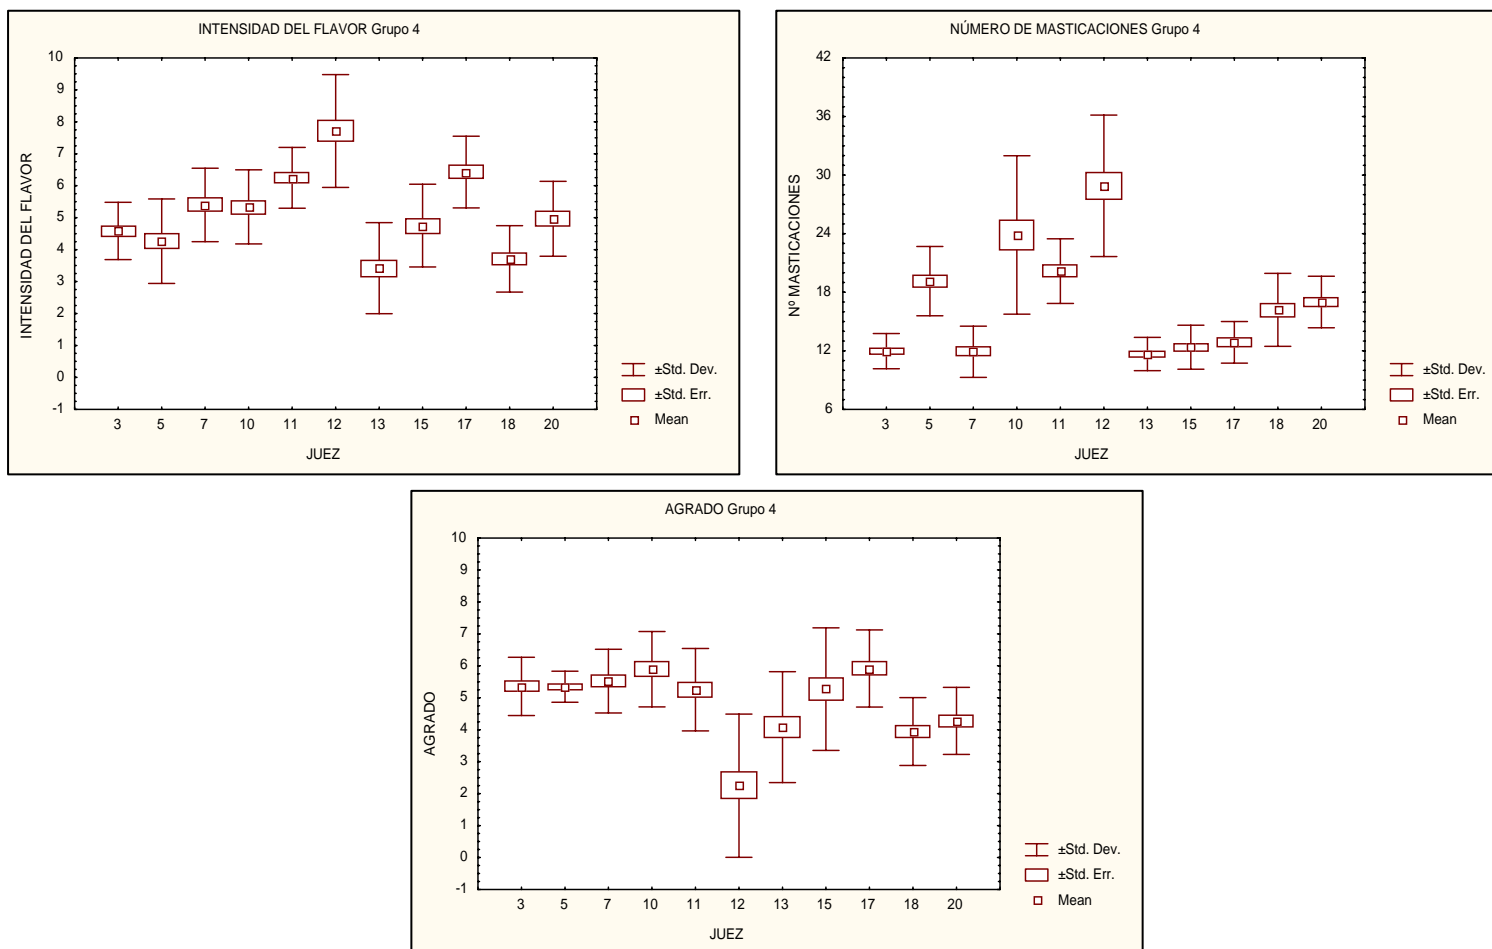 INTENSIDAD DEL FLAVOR Grupo 4
INTENSIDAD DEL FLAVOR
10
9
8
7
6
5
4
3
2
1
0
-1
3 5 7 10 11 12 13 15 17 18 20
JUEZ
±Std. Dev.
±Std. Err.
Mean
NÚMERO DE MASTICACIONES Grupo 4
Nº MASTICACIONES
42
36
30
24
18
12
6
3 5 7 10 11 12 13 15 17 18 20
JUEZ
±Std. Dev.
±Std. Err.
Mean
AGRADO Grupo 4
AGRADO
10
9
8
7
6
5
4
3
2
1
0
-1
3 5 7 10 11 12 13 15 17 18 20
JUEZ
±Std. Dev.
±Std. Err.
Mean